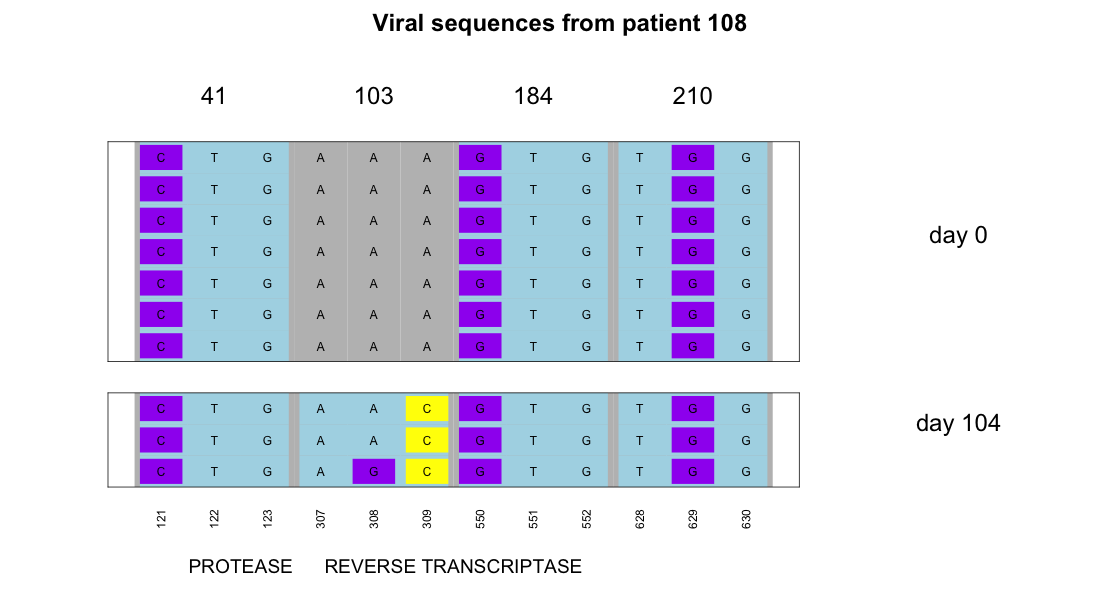 Viral sequences from patient 108
41 103 184 210
C T G A A A G T G T G G
C T G A A A G T G T G G
C T G A A A G T G T G G
C T G A A A G T G T G G
C T G A A A G T G T G G
C T G A A A G T G T G G
C T G A A A G T G T G G
day 0
C T G A A C G T G T G G
C T G A A C G T G T G G
C T G A G C G T G T G G
day 104
121 122 123 307 308 309 550 551 552 628 629 630
PROTEASE REVERSE TRANSCRIPTASE